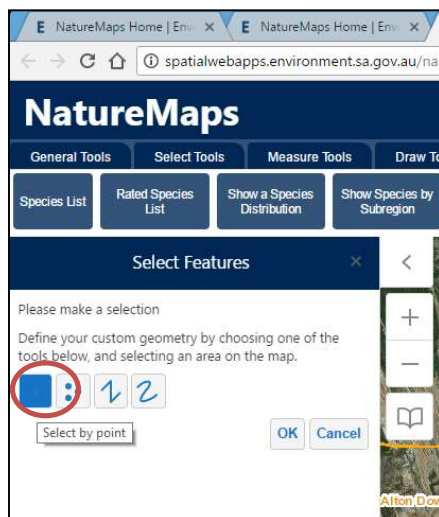 NatureMaps Home | Env
NatureMaps Home | Env
spatialwebapps.environment.sa.gov.au/na
NatureMaps
General Tools
Select Tools
Measure Tools
Draw To
Species List
Rated Species
List
Show a Species
Distribution
Show Species by
Subregion
Select Features
Please make a selection
Define your custom geometry by choosing one of the
tools below, and selecting an area on the map.
Select by point
OK
Cancel
Alton Dow